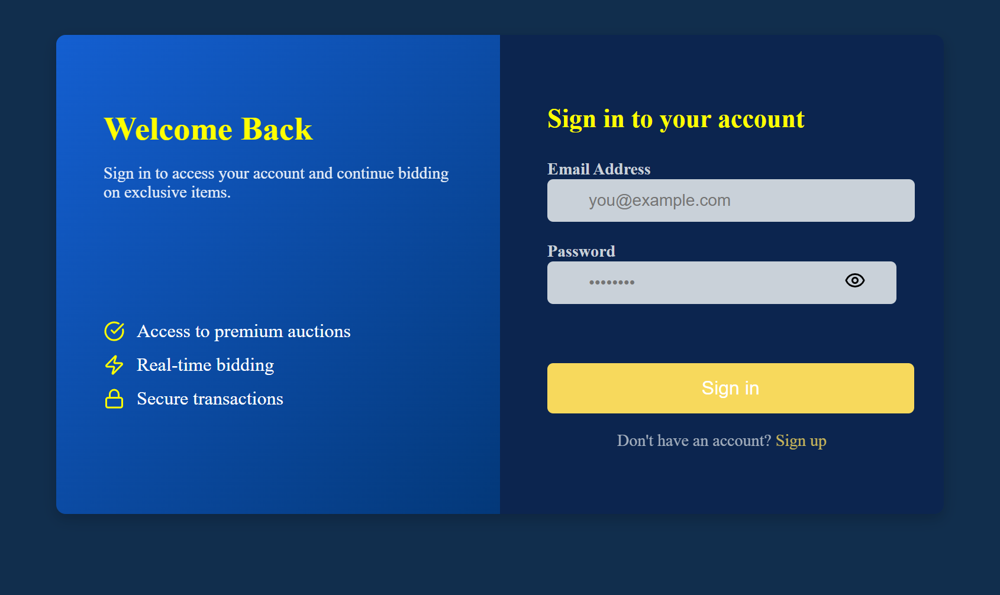 Welcome Back
Sign in to access your account and continue bidding
on exclusive items.
Access to premium auctions
Real-time bidding
Secure transactions
Sign in to your account
Email Address
you@example.com
Password
••••••••
Sign in
Don't have an account? Sign up